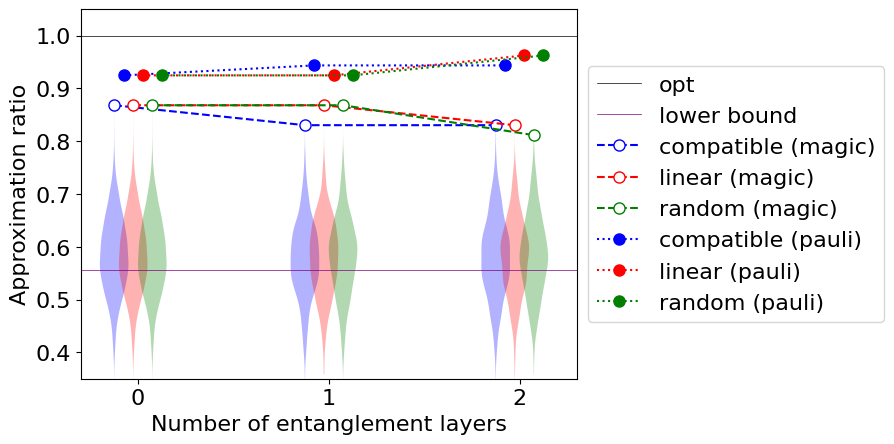 Approximation ratio
1.0
0.9
0.8
0.7
0.6
0.5
0.4
0
1
2
Number of entanglement layers
opt
lower bound
compatible (magic)
linear (magic)
random (magic)
compatible (pauli)
linear (pauli)
random (pauli)